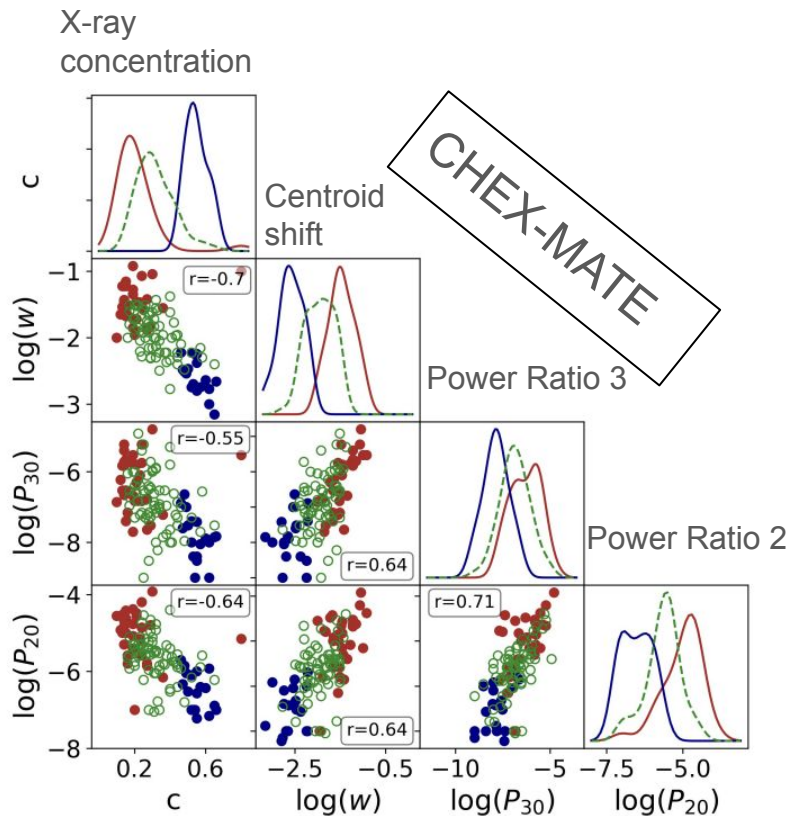 X-ray
concentration
c
CHEX-MATE
Centroid
shift
−1
−2
−3
log(w)
r=-0.7
Power Ratio 3
−6
−8
log(P₃₀)
r=-0.55
r=0.64
Power Ratio 2
−4
−6
−8
log(P₂₀)
r=-0.64
r=0.64
r=0.71
0.2 0.6
−2.5 −0.5
−10 −5
−7.5 −5.0
c
log(w)
log(P₃₀)
log(P₂₀)